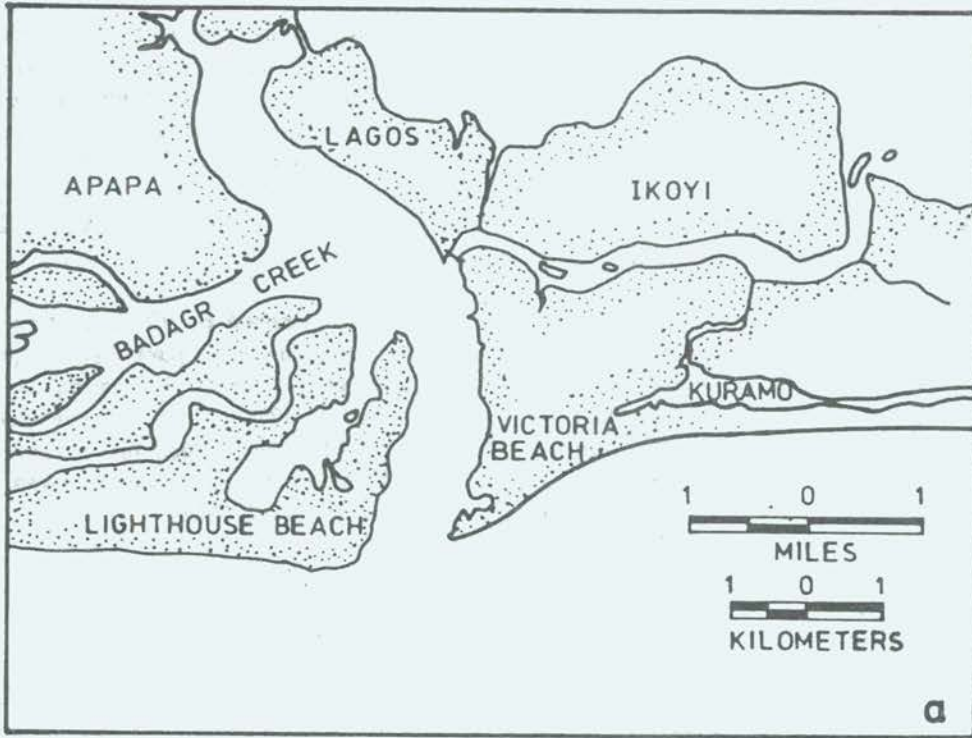 LAGOS
APAPA
IKOYI
BADAGR CREEK
KURAMO
VICTORIA
BEACH
LIGHTHOUSE BEACH
1 0 1
MILES
1 0 1
KILOMETERS
a